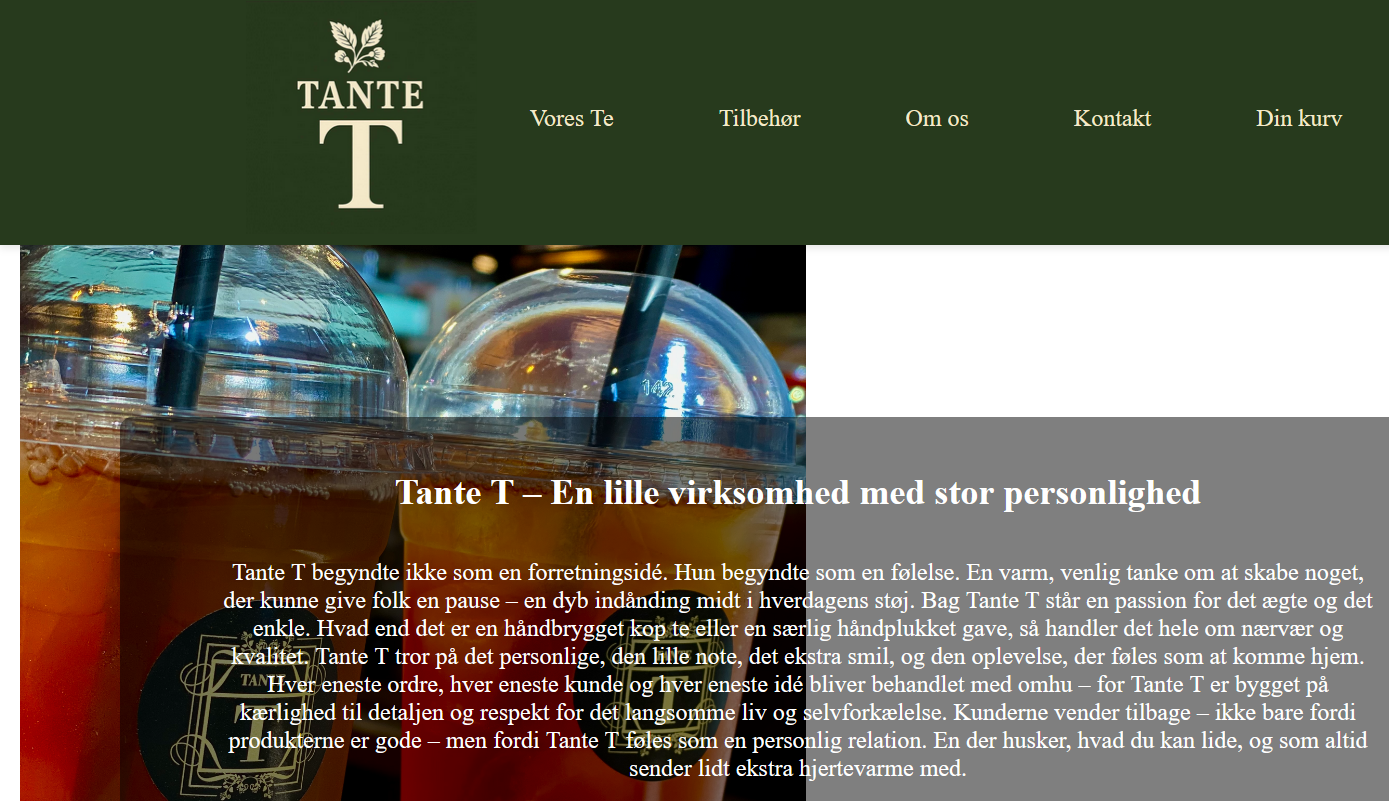 TANTE
T
Vores Te
Tilbehør
Om os
Kontakt
Din kurv
142
Tante T – En lille virksomhed med stor personlighed
Tante T begyndte ikke som en forretningsidé. Hun begyndte som en følelse. En varm, venlig tanke om at skabe noget,
der kunne give folk en pause – en dyb indånding midt i hverdagens støj. Bag Tante T står en passion for det ægte og det
enkle. Hvad end det er en håndbrygget kop te eller en særlig håndplukket gave, så handler det hele om nærvær og
kvalitet. Tante T tror på det personlige, den lille note, det ekstra smil, og den oplevelse, der føles som at komme hjem.
Hver eneste ordre, hver eneste kunde og hver eneste idé bliver behandlet med omhu – for Tante T er bygget på
kærlighed til detaljen og respekt for det langsomme liv og selvforkælelse. Kunderne vender tilbage – ikke bare fordi
produkterne er gode – men fordi Tante T føles som en personlig relation. En der husker, hvad du kan lide, og som altid
sender lidt ekstra hjertevarme med.
TANTE
T
TANTE
T